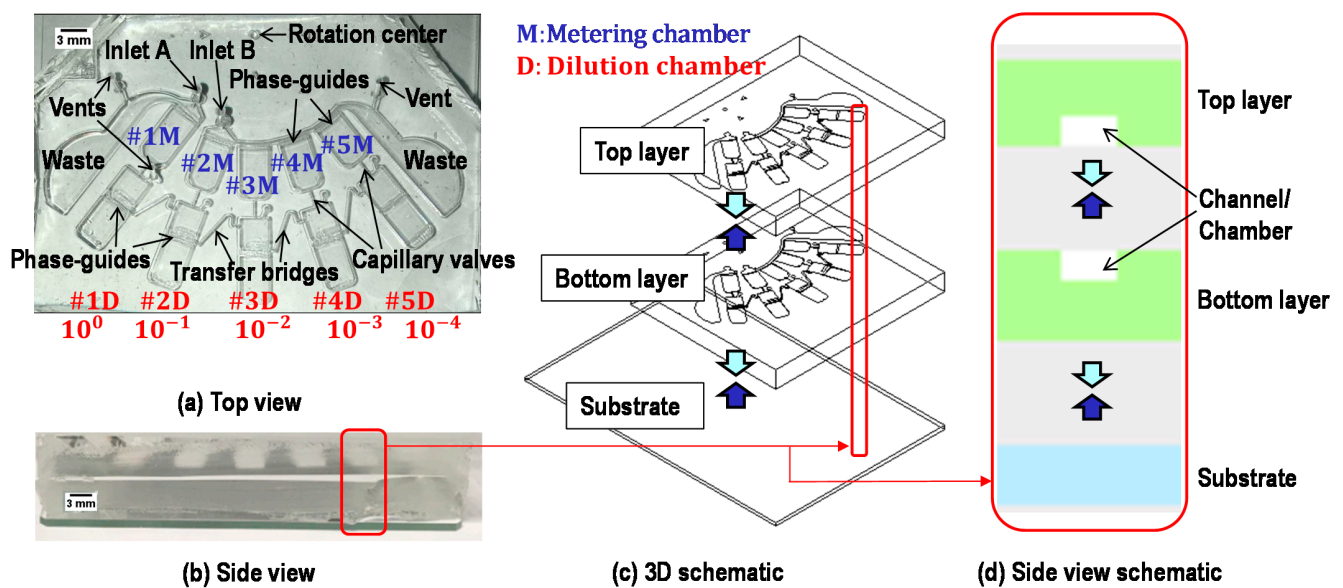 3 mm
Rotation center
Inlet A
Inlet B
Phase-guides
Vents
Vent
#1M
#2M
#3M
#4M
#5M
Waste
Waste
Phase-guides
Transfer bridges
Capillary valves
#1D #2D #3D #4D #5D
10⁰ 10⁻¹ 10⁻² 10⁻³ 10⁻⁴
(a) Top view
3 mm
(b) Side view
M:Metering chamber
D: Dilution chamber
Top layer
Bottom layer
Substrate
(c) 3D schematic
Top layer
Channel/
Chamber
Bottom layer
Substrate
(d) Side view schematic